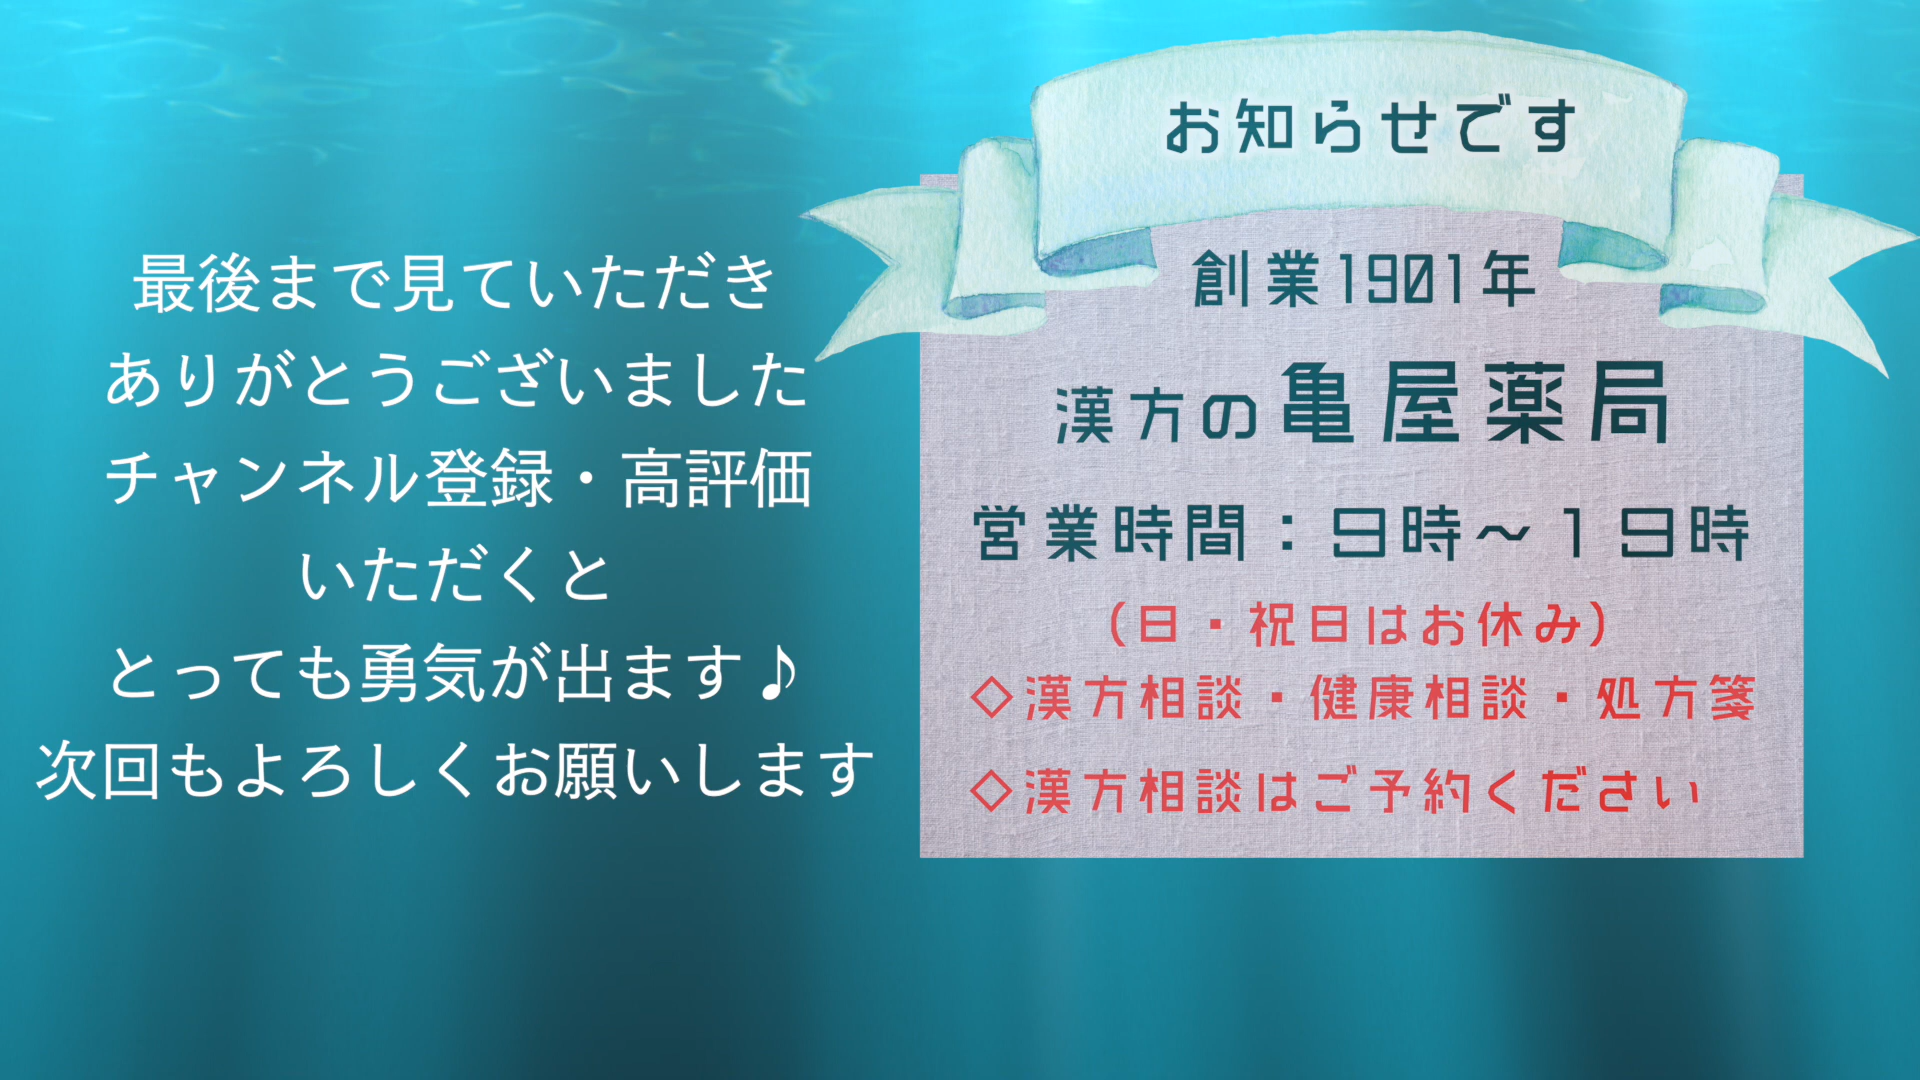 最後まで見ていただき
ありがとうございました
チャンネル登録・高評価
いただくと
とっても勇気が出ます♪
次回もよろしくお願いします
お知らせです
創業1901年
漢方の亀屋薬局
営業時間：９時～１９時
（日・祝日はお休み）
◇漢方相談・健康相談・処方箋
◇漢方相談はご予約ください